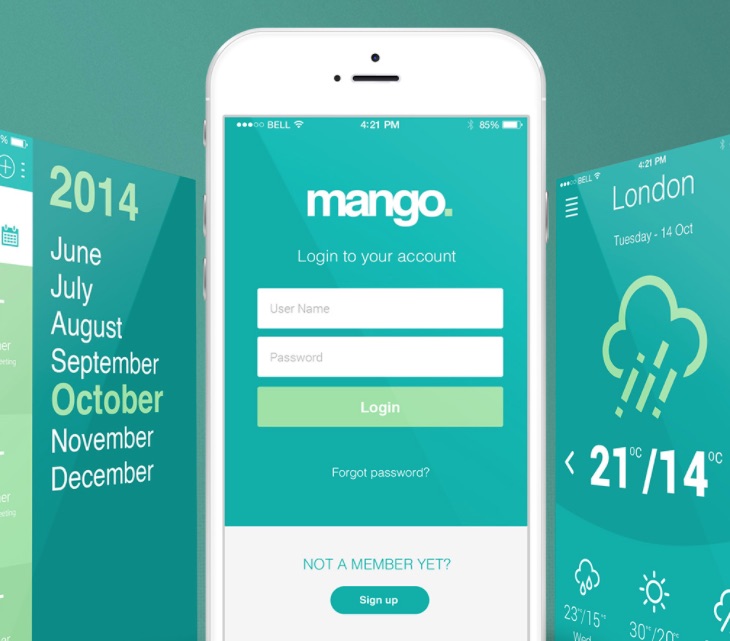 %
2014
June
July
August
September
October
November
December
BELL
4:21 PM
85%
mango.
Login to your account
User Name
Password
Login
Forgot password?
NOT A MEMBER YET?
Sign up
BELL
4:21 PM
London
Tuesday - 14 Oct
21°C/14°C
23°/15°
Wed
30°/20°